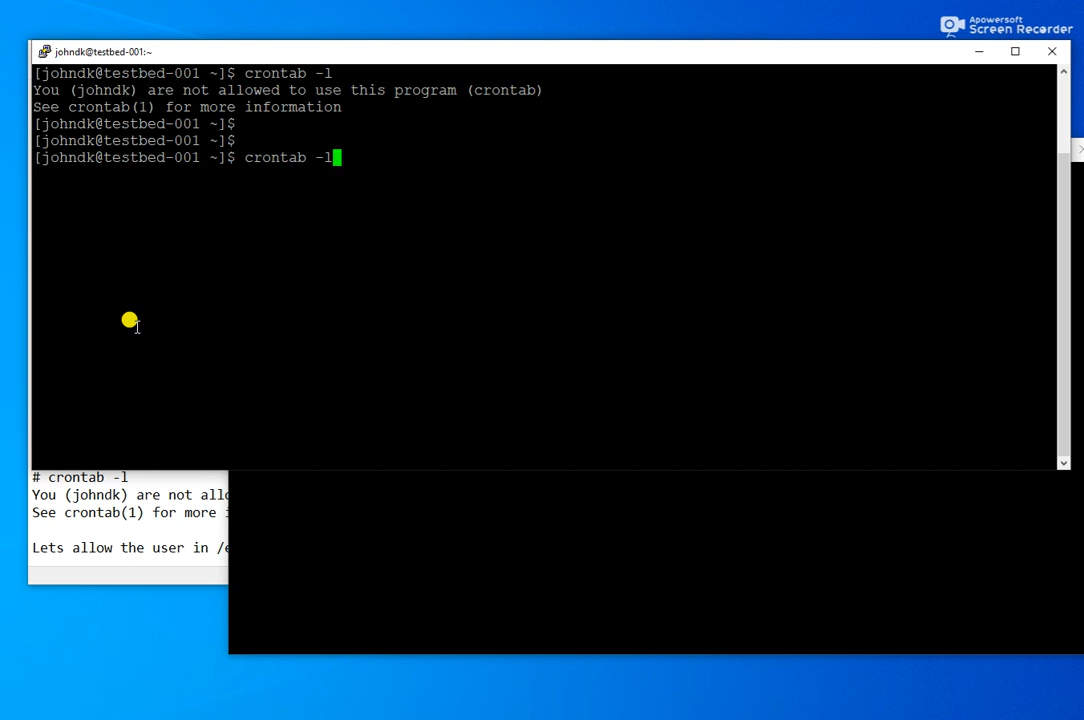 Apowersoft
Screen Recorder
johndk@testbed-001:~
[johndk@testbed-001 ~]$ crontab -l
You (johndk) are not allowed to use this program (crontab)
See crontab(1) for more information
[johndk@testbed-001 ~]$
[johndk@testbed-001 ~]$
[johndk@testbed-001 ~]$ crontab -l
# crontab -l
You (johndk) are not allo
See crontab(1) for more i
Lets allow the user in /e